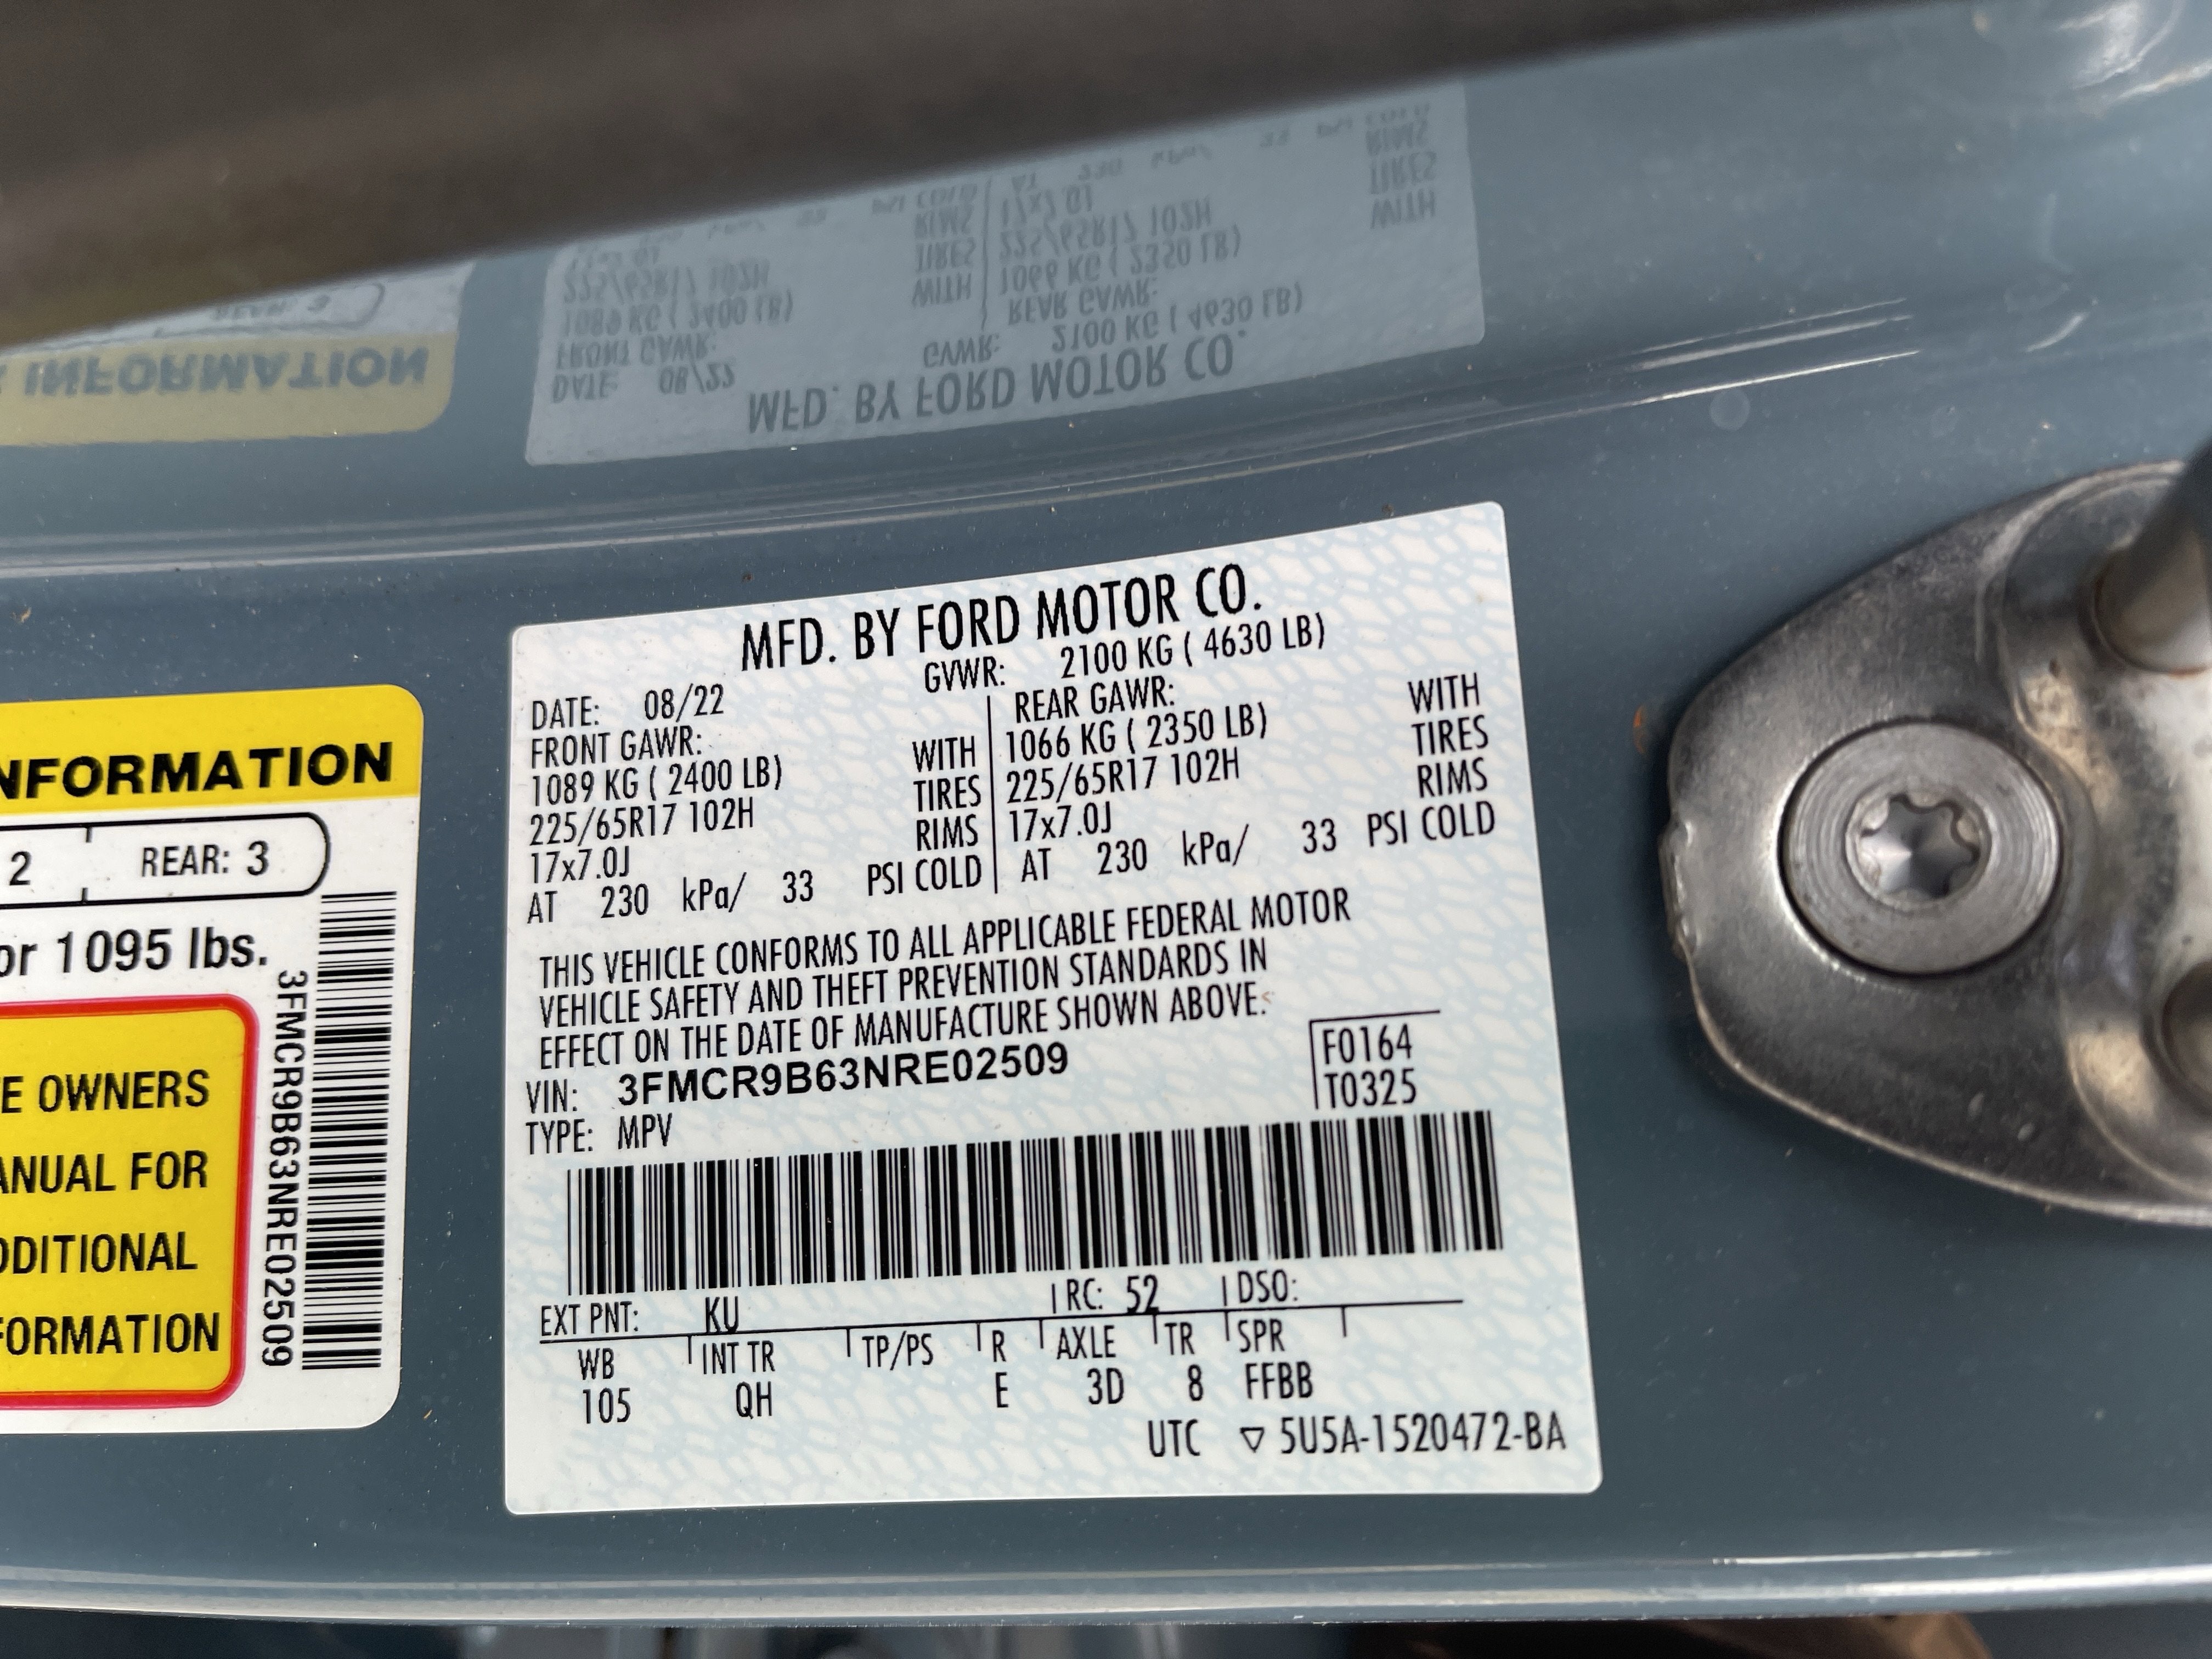 MFD. BY FORD MOTOR CO.
GVWR: 2100 KG ( 4630 LB)
DATE: 08/22
FRONT GAWR:
1089 KG ( 2400 LB) WITH
225/65R17 102H TIRES
17x7.0J RIMS
AT 230 kPa/ 33 PSI COLD
REAR GAWR:
1066 KG ( 2350 LB) WITH
225/65R17 102H TIRES
17x7.0J RIMS
AT 230 kPa/ 33 PSI COLD
THIS VEHICLE CONFORMS TO ALL APPLICABLE FEDERAL MOTOR
VEHICLE SAFETY AND THEFT PREVENTION STANDARDS IN
EFFECT ON THE DATE OF MANUFACTURE SHOWN ABOVE.
VIN: 3FMCR9B63NRE02509
TYPE: MPV
F0164
T0325
EXT PNT: KU RC: 52 DSO:
WB INT TR TP/PS R AXLE TR SPR
105 QH E 3D 8 FFBB
UTC ▽ 5U5A-1520472-BA
NFORMATION
2 REAR: 3
or 1095 lbs.
E OWNERS
ANUAL FOR
DDITIONAL
FORMATION
3FMCR9B63NRE02509